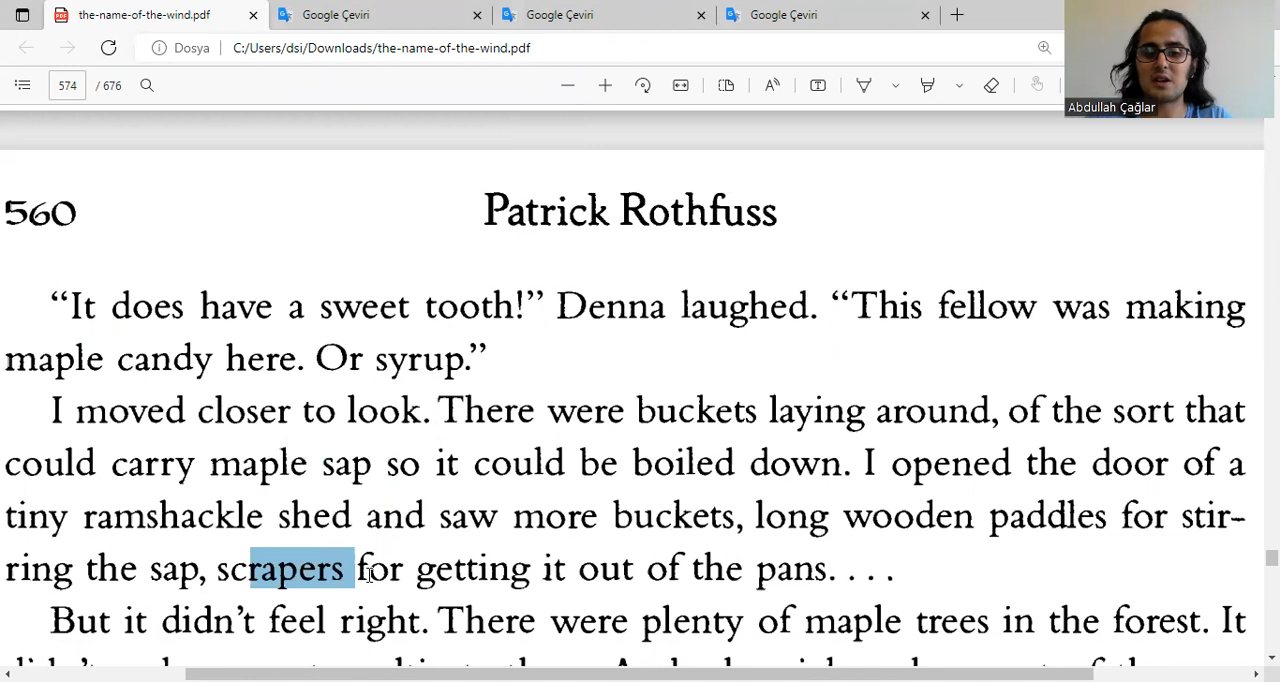 the-name-of-the-wind.pdf
Google Çeviri
Google Çeviri
Google Çeviri
Dosya
C:/Users/dsi/Downloads/the-name-of-the-wind.pdf
574 / 676
Abdullah Çağlar
560
Patrick Rothfuss
“It does have a sweet tooth!” Denna laughed. “This fellow was making
maple candy here. Or syrup.”
I moved closer to look. There were buckets laying around, of the sort that
could carry maple sap so it could be boiled down. I opened the door of a
tiny ramshackle shed and saw more buckets, long wooden paddles for stir-
ring the sap, scrapers for getting it out of the pans. . . .
But it didn’t feel right. There were plenty of maple trees in the forest. It